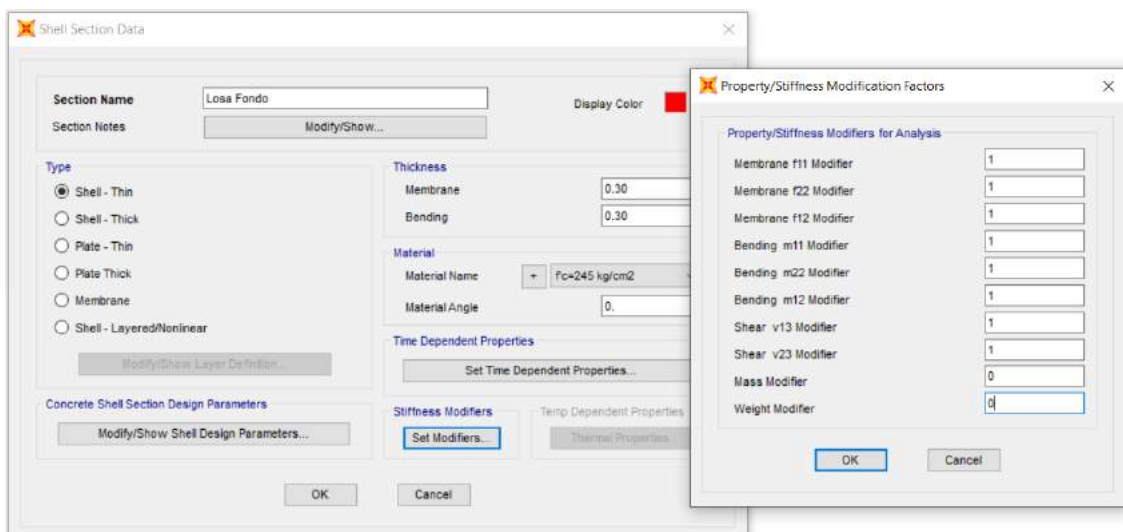 Shell Section Data
Section Name Losa Fondo Display Color
Section Notes Modify/Show...
Type
Shell - Thin
Shell - Thick
Plate - Thin
Plate Thick
Membrane
Shell - Layered/Nonlinear
Modify/Show Layer Definition...
Thickness
Membrane 0.30
Bending 0.30
Material
Material Name + f'c=245 kg/cm2
Material Angle 0.
Time Dependent Properties
Set Time Dependent Properties...
Concrete Shell Section Design Parameters
Modify/Show Shell Design Parameters...
Stiffness Modifiers
Set Modifiers...
Temp Dependent Properties
Thermal Properties...
OK Cancel
Property/Stiffness Modification Factors
Property/Stiffness Modifiers for Analysis
Membrane f11 Modifier 1
Membrane f22 Modifier 1
Membrane f12 Modifier 1
Bending m11 Modifier 1
Bending m22 Modifier 1
Bending m12 Modifier 1
Shear v13 Modifier 1
Shear v23 Modifier 1
Mass Modifier 0
Weight Modifier 0
OK Cancel